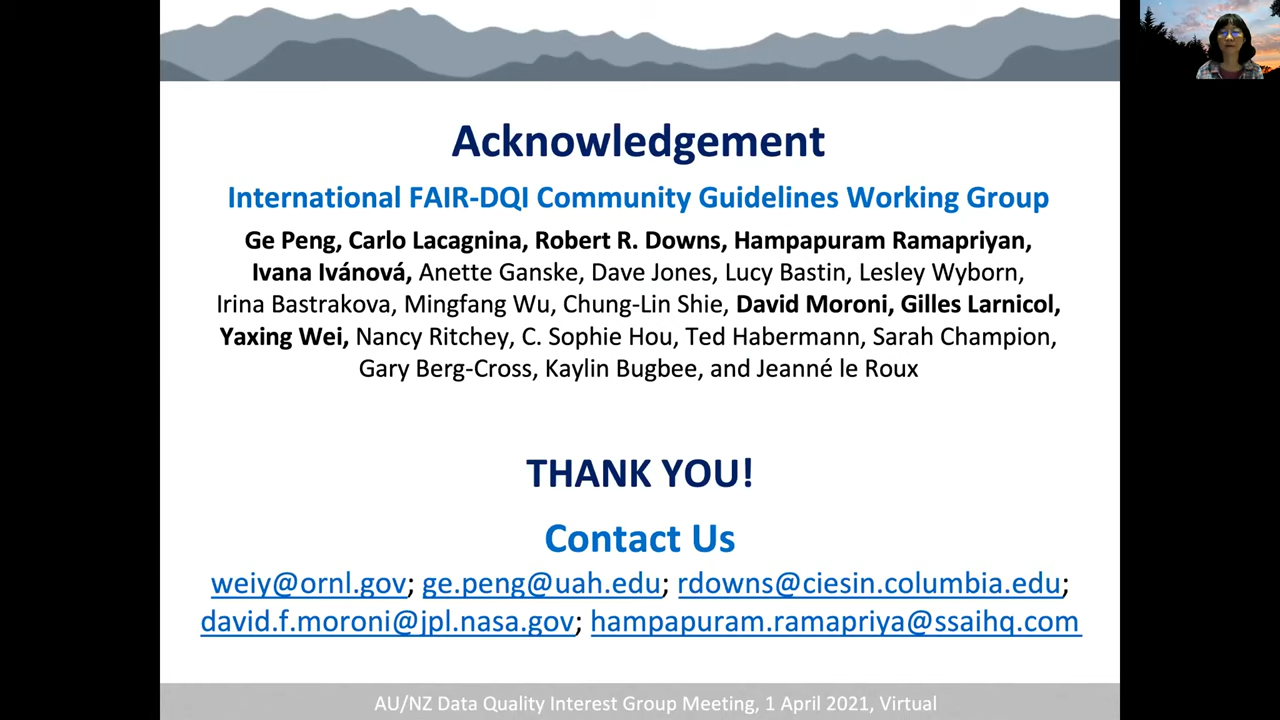 Acknowledgement
International FAIR-DQI Community Guidelines Working Group
Ge Peng, Carlo Lacagnina, Robert R. Downs, Hampapuram Ramapriyan,
Ivana Ivánová, Anette Ganske, Dave Jones, Lucy Bastin, Lesley Wyborn,
Irina Bastrakova, Mingfang Wu, Chung-Lin Shie, David Moroni, Gilles Larnicol,
Yaxing Wei, Nancy Ritchey, C. Sophie Hou, Ted Habermann, Sarah Champion,
Gary Berg-Cross, Kaylin Bugbee, and Jeanné le Roux
THANK YOU!
Contact Us
weiy@ornl.gov; ge.peng@uah.edu; rdowns@ciesin.columbia.edu;
david.f.moroni@jpl.nasa.gov; hampapuram.ramapriya@ssaihq.com
AU/NZ Data Quality Interest Group Meeting, 1 April 2021, Virtual